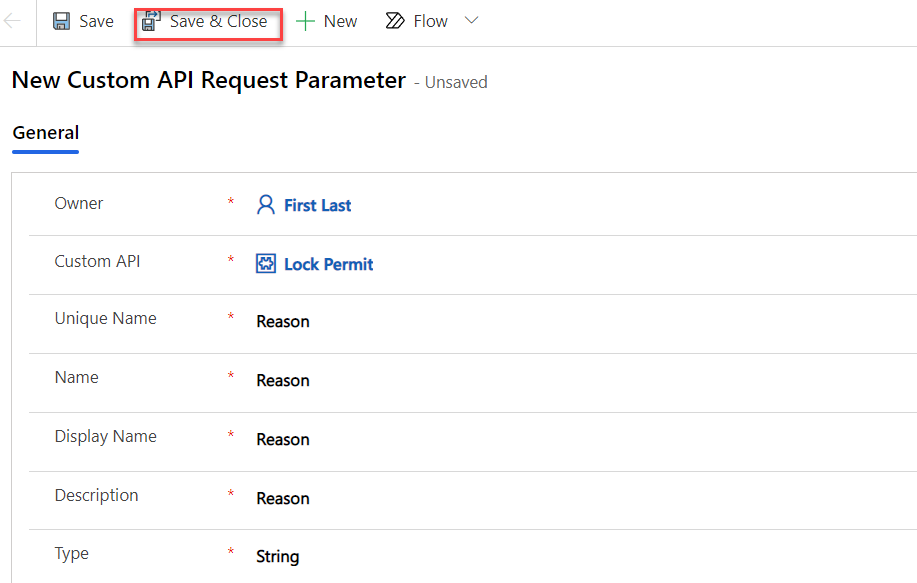 Save Save & Close New Flow
New Custom API Request Parameter - Unsaved
General
Owner * First Last
Custom API * Lock Permit
Unique Name * Reason
Name * Reason
Display Name * Reason
Description * Reason
Type * String